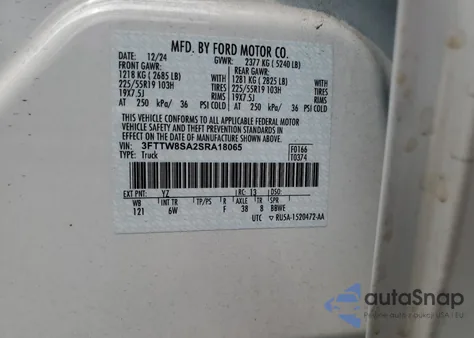 MFD. BY FORD MOTOR CO.
DATE: 12/24 GVWR: 2377 KG ( 5240 LB)
FRONT GAWR: REAR GAWR:
1218 KG ( 2685 LB) 1281 KG ( 2825 LB)
225/55R19 103H TIRES 225/55R19 103H
19X7.5J RIMS 19X7.5J
AT 250 kPa/ 36 PSI COLD AT 250 kPa/ 36 PSI COLD
THIS VEHICLE CONFORMS TO ALL APPLICABLE FEDERAL MOTOR
VEHICLE SAFETY AND THEFT PREVENTION STANDARDS IN
EFFECT ON THE DATE OF MANUFACTURE SHOWN ABOVE.
VIN: 3FTTW8SA2SRA18065 F0166
TYPE: Truck 10374
EXT PNT: YZ RC: 13 DSO:
WB INT TR TP/PS R AXLE TR SPR
121 6W F 38 8 BBWE
UTC ▽ RU5A-1520472-AA
autoSnap